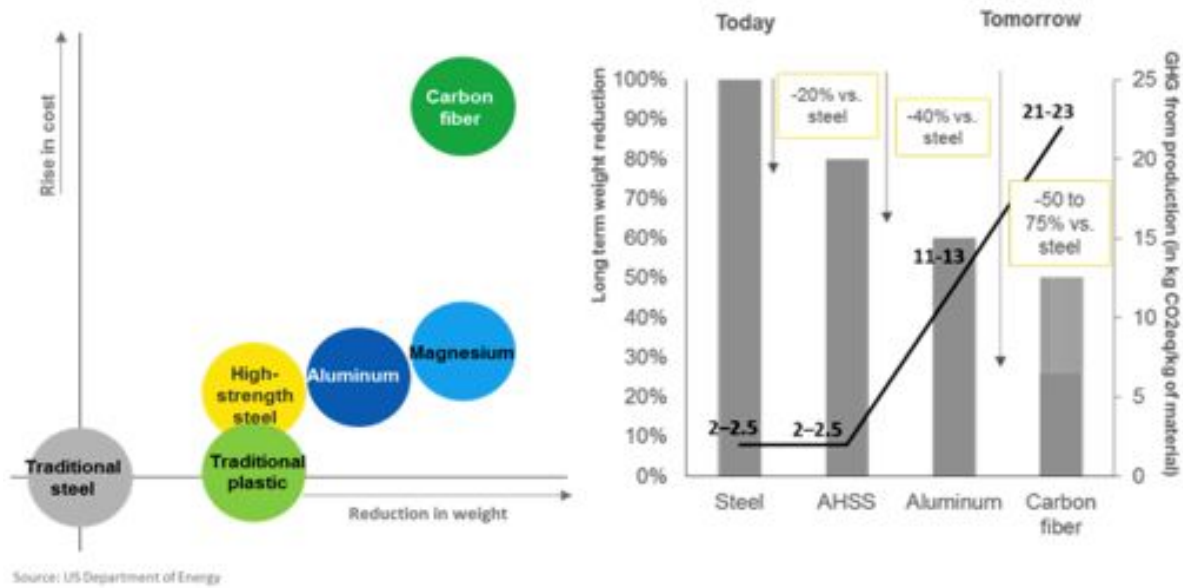 Rise in cost
Carbon
fiber
Magnesium
Aluminum
High-
strength
steel
Traditional
steel
Traditional
plastic
Reduction in weight
Source: US Department of Energy
Today
Tomorrow
Long term weight reduction
100%
90%
80%
70%
60%
50%
40%
30%
20%
10%
0%
-20% vs.
steel
-40% vs.
steel
-50 to
75% vs.
steel
2–2.5
2–2.5
11-13
21-23
25
20
15
10
5
0
GHG from production (in kg CO2eq/kg of material)
Steel
AHSS
Aluminum
Carbon
fiber